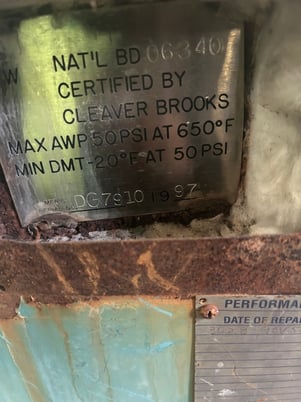 W
NAT'L BD 06340
CERTIFIED BY
CLEAVER BROOKS
MAX AWP 50 PSI AT 650°F
MIN DMT -20°F AT 50 PSI
DG7910 1997
PERFORMA
DATE OF REPA